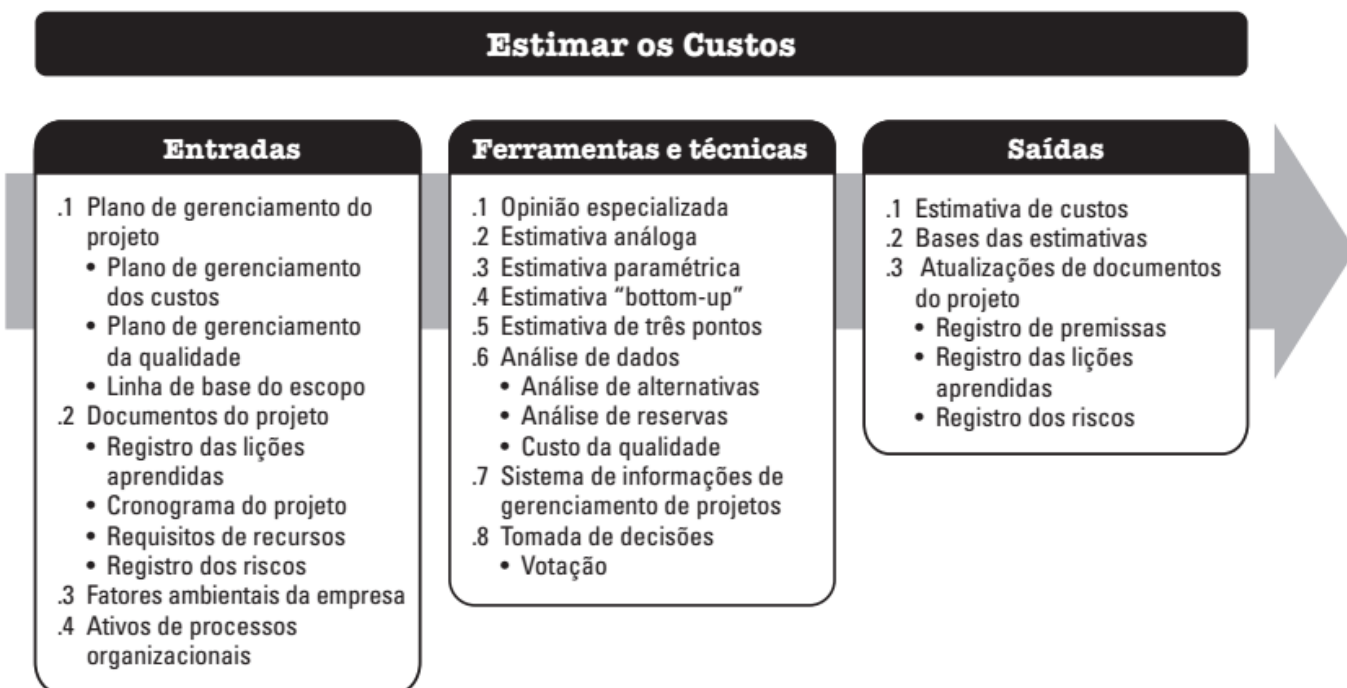 Estimar os Custos
Entradas
.1 Plano de gerenciamento do
projeto
• Plano de gerenciamento
dos custos
• Plano de gerenciamento
da qualidade
• Linha de base do escopo
.2 Documentos do projeto
• Registro das lições
aprendidas
• Cronograma do projeto
• Requisitos de recursos
• Registro dos riscos
.3 Fatores ambientais da empresa
.4 Ativos de processos
organizacionais
Ferramentas e técnicas
.1 Opinião especializada
.2 Estimativa análoga
.3 Estimativa paramétrica
.4 Estimativa “bottom-up”
.5 Estimativa de três pontos
.6 Análise de dados
• Análise de alternativas
• Análise de reservas
• Custo da qualidade
.7 Sistema de informações de
gerenciamento de projetos
.8 Tomada de decisões
• Votação
Saídas
.1 Estimativa de custos
.2 Bases das estimativas
.3 Atualizações de documentos
do projeto
• Registro de premissas
• Registro das lições
aprendidas
• Registro dos riscos